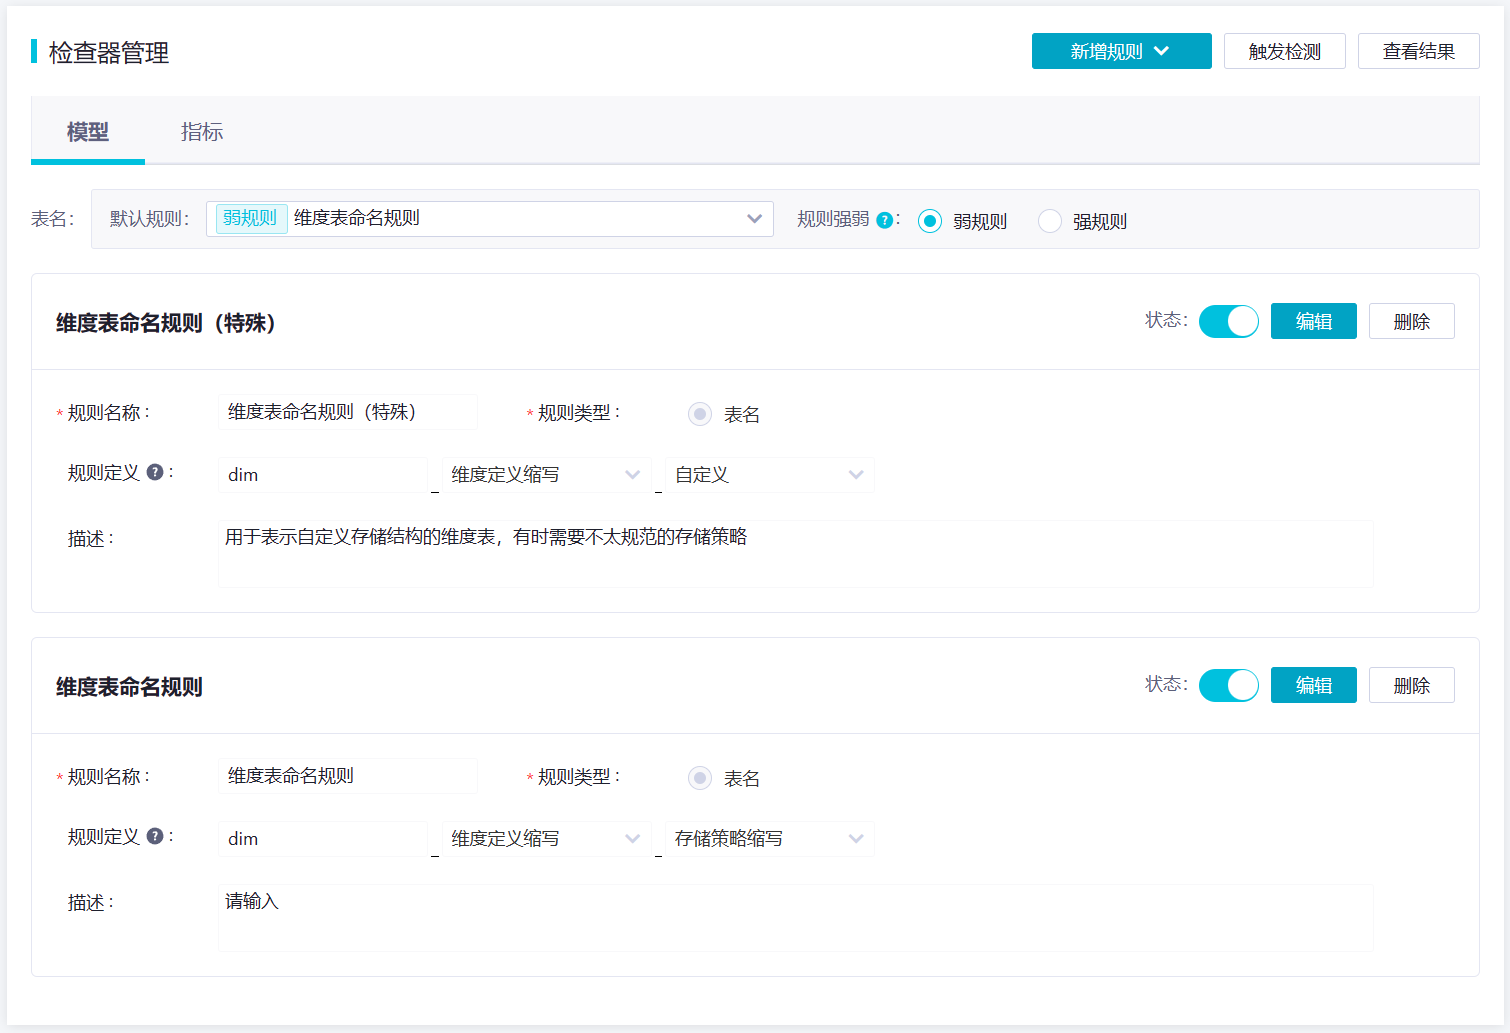 检查器管理
新增规则 触发检测 查看结果
模型 指标
表名： 默认规则： 弱规则 维度表命名规则 规则强弱 ?： 弱规则 强规则
维度表命名规则（特殊） 状态： 编辑 删除
* 规则名称： 维度表命名规则（特殊） * 规则类型： 表名
规则定义 ?： dim _ 维度定义缩写 _ 自定义
描述： 用于表示自定义存储结构的维度表，有时需要不太规范的存储策略
维度表命名规则 状态： 编辑 删除
* 规则名称： 维度表命名规则 * 规则类型： 表名
规则定义 ?： dim _ 维度定义缩写 _ 存储策略缩写
描述： 请输入